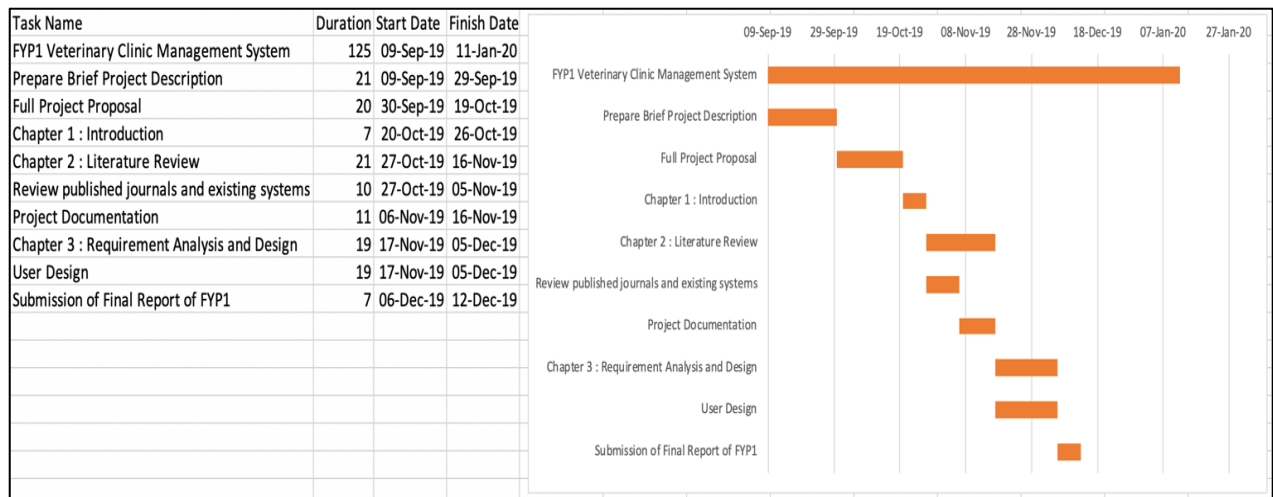 Task Name Duration Start Date Finish Date
FYP1 Veterinary Clinic Management System 125 09-Sep-19 11-Jan-20
Prepare Brief Project Description 21 09-Sep-19 29-Sep-19
Full Project Proposal 20 30-Sep-19 19-Oct-19
Chapter 1 : Introduction 7 20-Oct-19 26-Oct-19
Chapter 2 : Literature Review 21 27-Oct-19 16-Nov-19
Review published journals and existing systems 10 27-Oct-19 05-Nov-19
Project Documentation 11 06-Nov-19 16-Nov-19
Chapter 3 : Requirement Analysis and Design 19 17-Nov-19 05-Dec-19
User Design 19 17-Nov-19 05-Dec-19
Submission of Final Report of FYP1 7 06-Dec-19 12-Dec-19
09-Sep-19 29-Sep-19 19-Oct-19 08-Nov-19 28-Nov-19 18-Dec-19 07-Jan-20 27-Jan-20
FYP1 Veterinary Clinic Management System
Prepare Brief Project Description
Full Project Proposal
Chapter 1 : Introduction
Chapter 2 : Literature Review
Review published journals and existing systems
Project Documentation
Chapter 3 : Requirement Analysis and Design
User Design
Submission of Final Report of FYP1